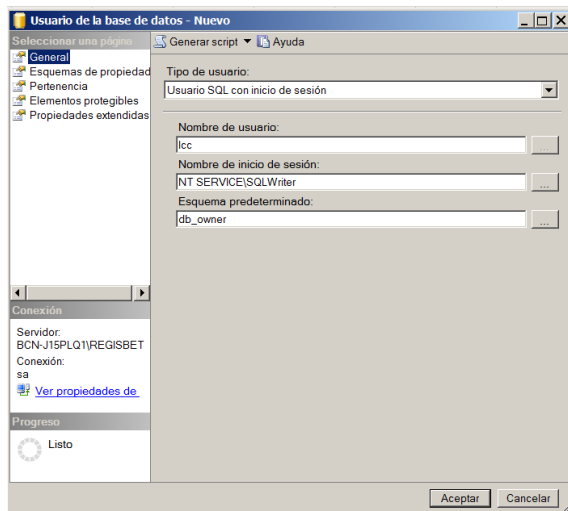 Usuario de la base de datos - Nuevo
Seleccionar una página
General
Esquemas de propiedad
Pertenencia
Elementos protegibles
Propiedades extendidas
Generar script Ayuda
Tipo de usuario:
Usuario SQL con inicio de sesión
Nombre de usuario:
lcc
...
Nombre de inicio de sesión:
NT SERVICE\SQLWriter
...
Esquema predeterminado:
db_owner
...
Conexión
Servidor:
BCN-J15PLQ1\REGISBET
Conexión:
sa
Ver propiedades de
Progreso
Listo
Aceptar Cancelar